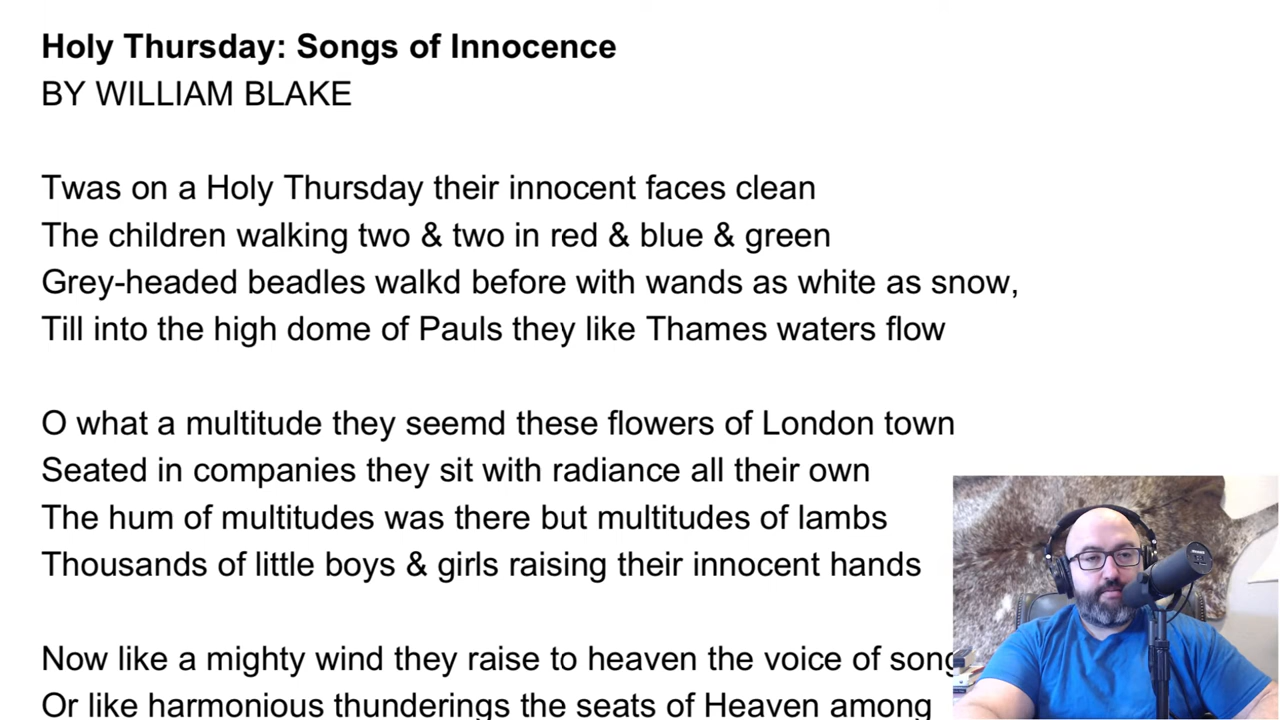 Holy Thursday: Songs of Innocence
BY WILLIAM BLAKE
Twas on a Holy Thursday their innocent faces clean
The children walking two & two in red & blue & green
Grey-headed beadles walkd before with wands as white as snow,
Till into the high dome of Pauls they like Thames waters flow
O what a multitude they seemd these flowers of London town
Seated in companies they sit with radiance all their own
The hum of multitudes was there but multitudes of lambs
Thousands of little boys & girls raising their innocent hands
Now like a mighty wind they raise to heaven the voice of song
Or like harmonious thunderings the seats of Heaven among